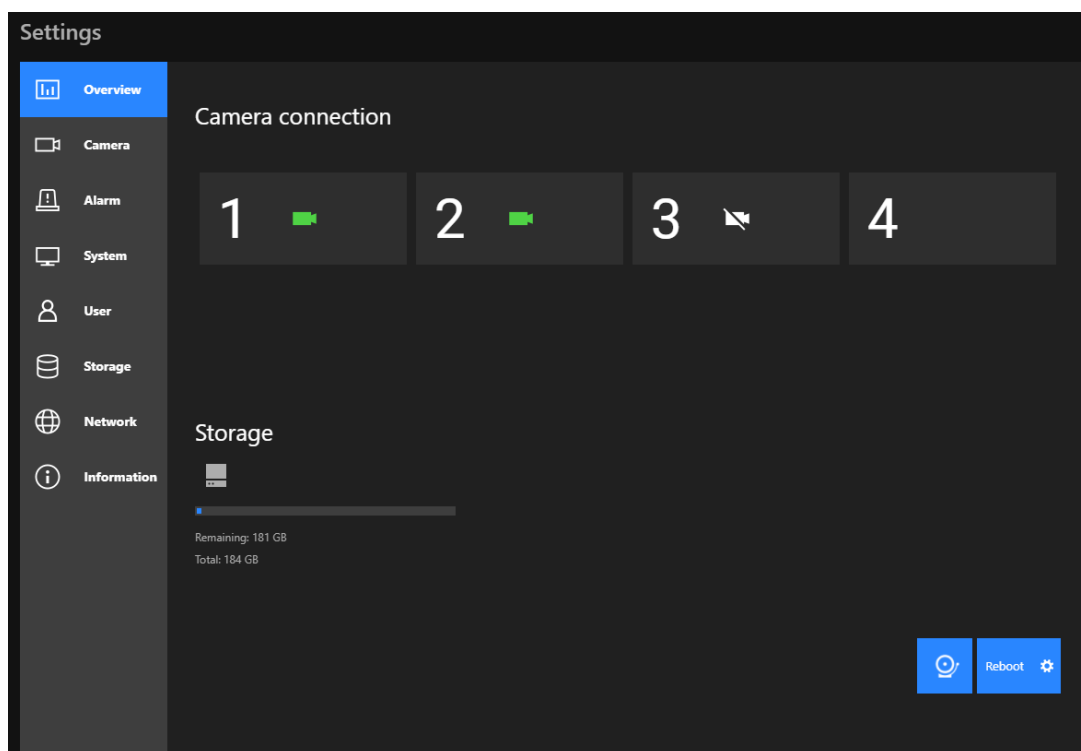 Settings
Overview
Camera
Alarm
System
User
Storage
Network
Information
Camera connection
1
2
3
4
Storage
Remaining: 181 GB
Total: 184 GB
Reboot